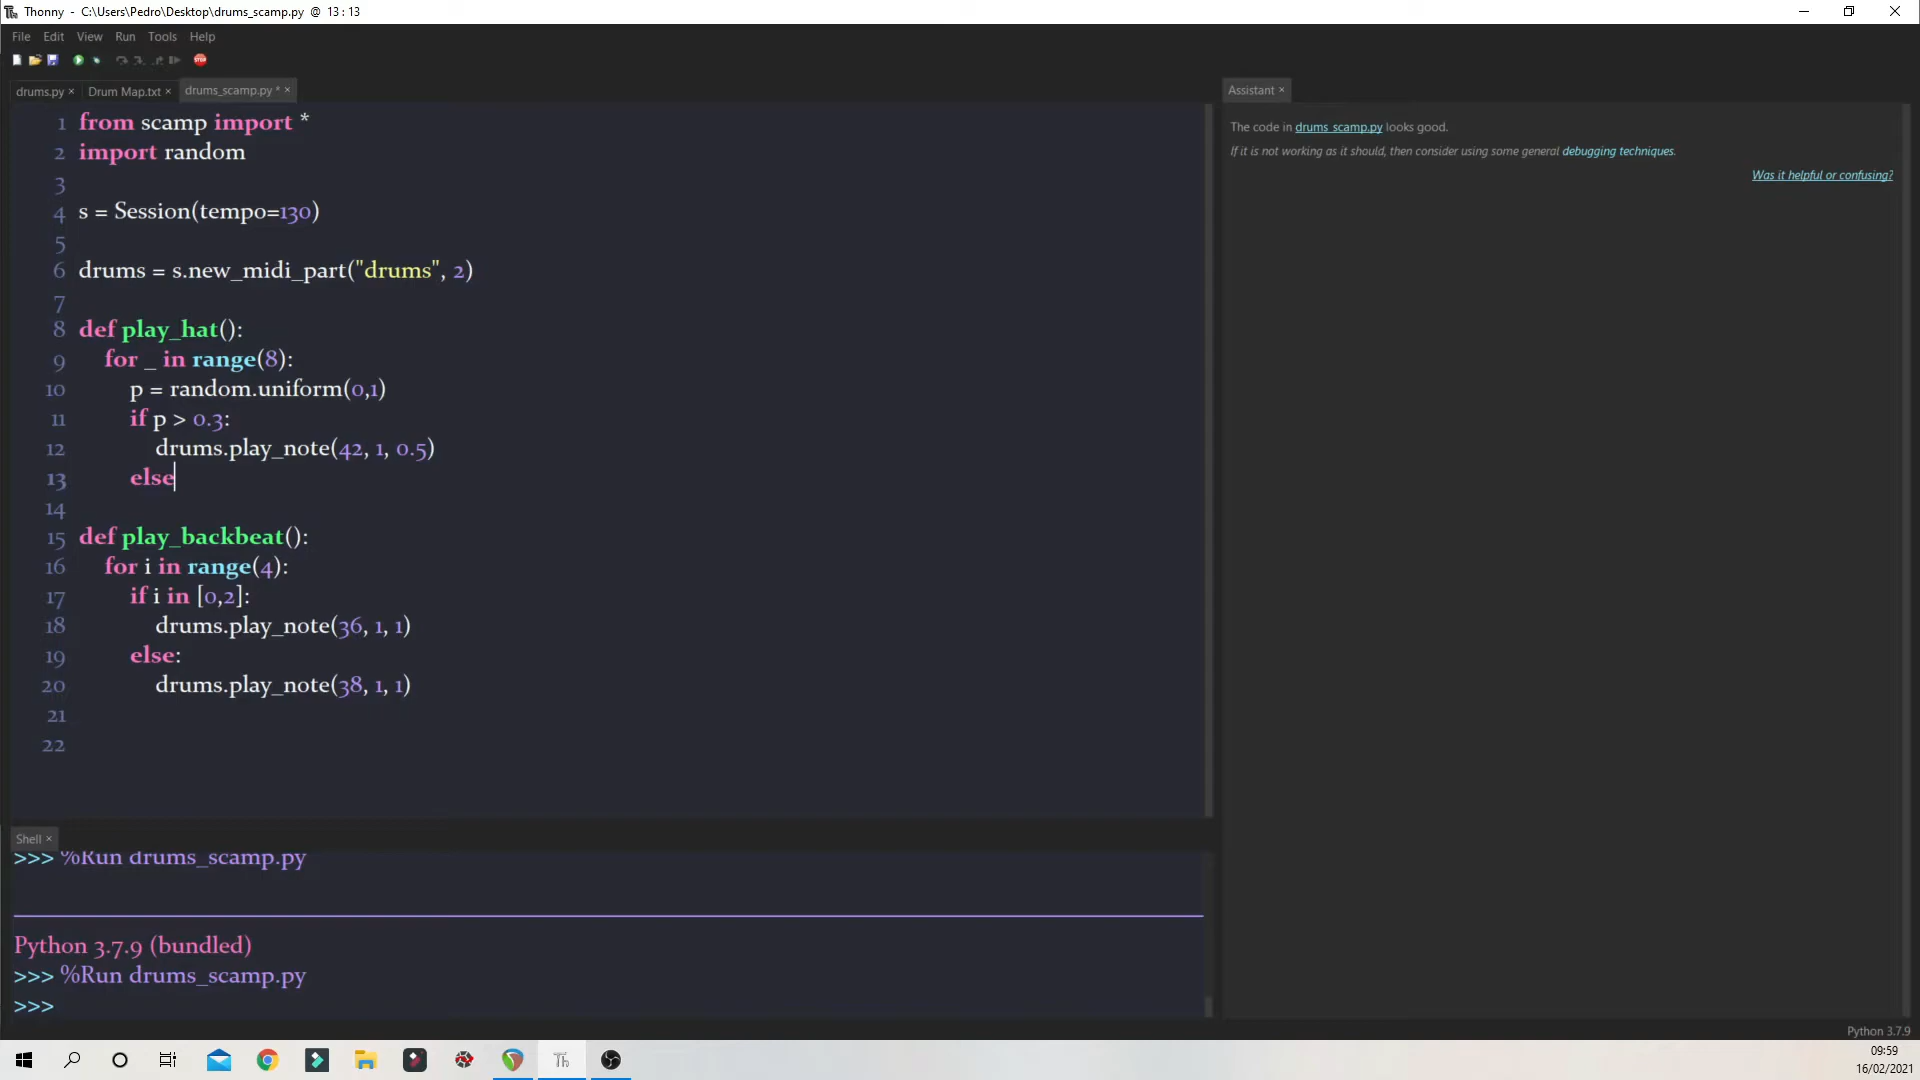 Thonny - C:\Users\Pedro\Desktop\drums_scamp.py @ 13 : 13
File Edit View Run Tools Help
STOP
drums.py × Drum Map.txt × drums_scamp.py * ×
1 from scamp import *
2 import random
3
4 s = Session(tempo=130)
5
6 drums = s.new_midi_part("drums", 2)
7
8 def play_hat():
9 for _ in range(8):
10 p = random.uniform(0,1)
11 if p > 0.3:
12 drums.play_note(42, 1, 0.5)
13 else
14
15 def play_backbeat():
16 for i in range(4):
17 if i in [0,2]:
18 drums.play_note(36, 1, 1)
19 else:
20 drums.play_note(38, 1, 1)
21
22
Shell ×
>>> %Run drums_scamp.py
Python 3.7.9 (bundled)
>>> %Run drums_scamp.py
>>>
Assistant ×
The code in drums_scamp.py looks good.
If it is not working as it should, then consider using some general debugging techniques.
Was it helpful or confusing?
Python 3.7.9
Th
09:59
16/02/2021